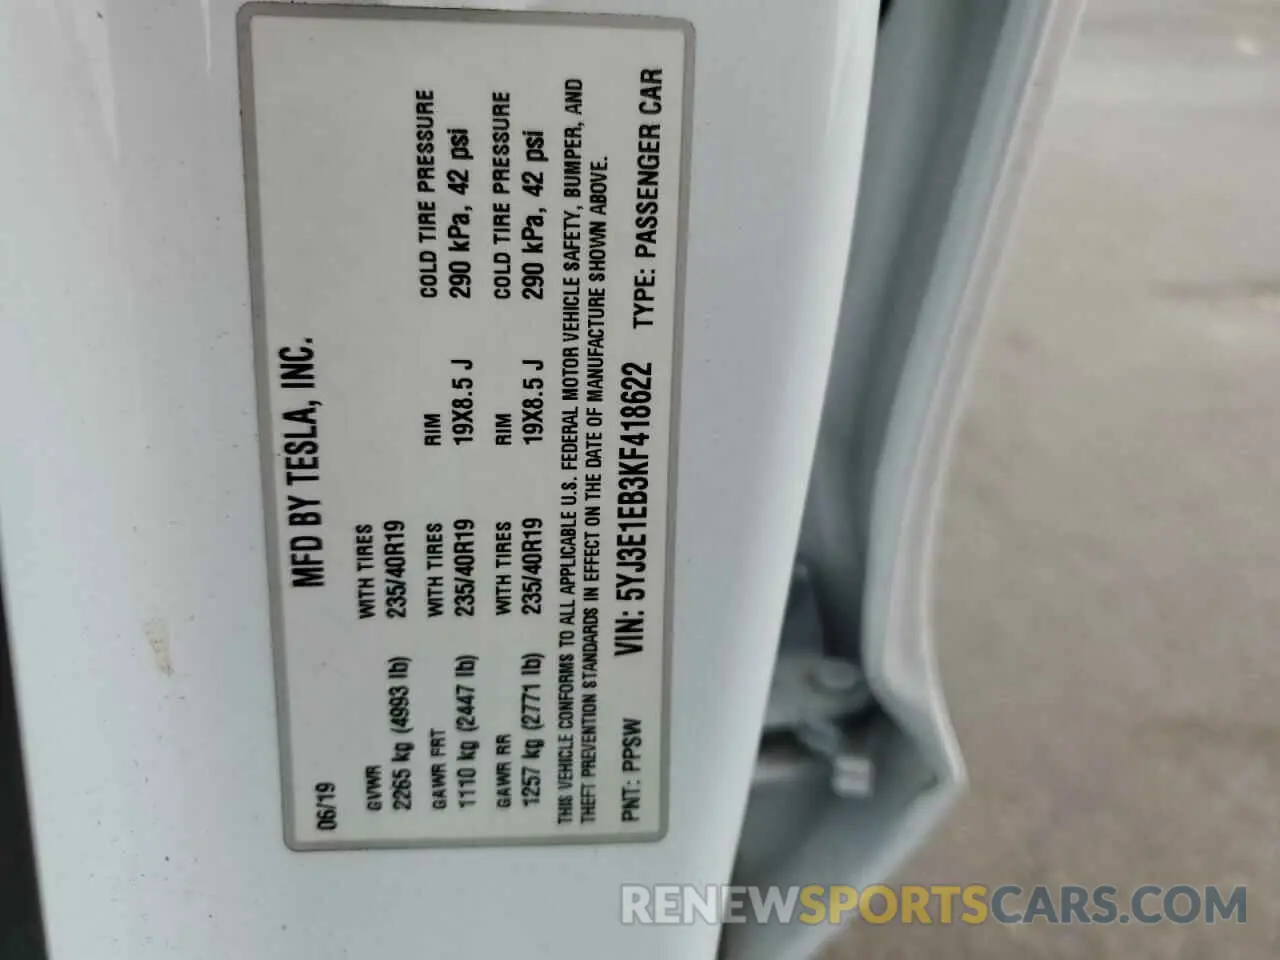 MFD BY TESLA, INC.
06/19
GVWR WITH TIRES
2265 kg (4993 lb) 235/40R19
GAWR FRT WITH TIRES RIM COLD TIRE PRESSURE
1110 kg (2447 lb) 235/40R19 19X8.5 J 290 kPa, 42 psi
GAWR RR WITH TIRES RIM COLD TIRE PRESSURE
1257 kg (2771 lb) 235/40R19 19X8.5 J 290 kPa, 42 psi
THIS VEHICLE CONFORMS TO ALL APPLICABLE U.S. FEDERAL MOTOR VEHICLE SAFETY, BUMPER, AND
THEFT PREVENTION STANDARDS IN EFFECT ON THE DATE OF MANUFACTURE SHOWN ABOVE.
PNT: PPSW VIN: 5YJ3E1EB3KF418622 TYPE: PASSENGER CAR
RENEWSPORTSCARS.COM